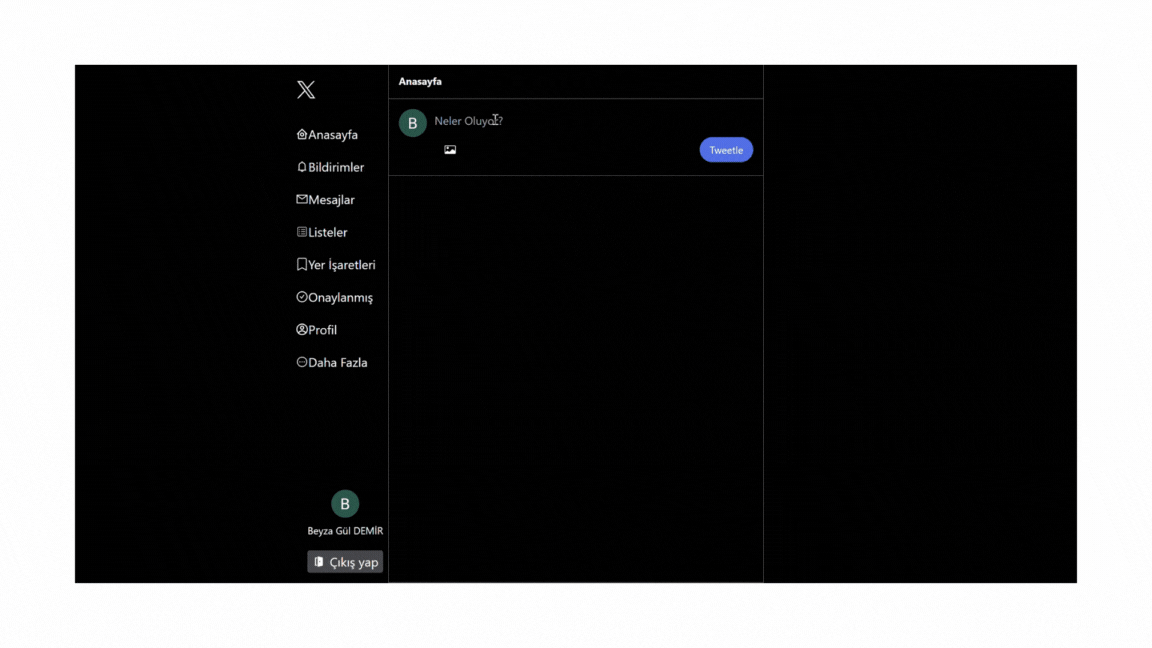 Anasayfa
Bildirimler
Mesajlar
Listeler
Yer İşaretleri
Onaylanmış
Profil
Daha Fazla
B
Beyza Gül DEMİR
Çıkış yap
Anasayfa
B
Neler Oluyor?
Tweetle